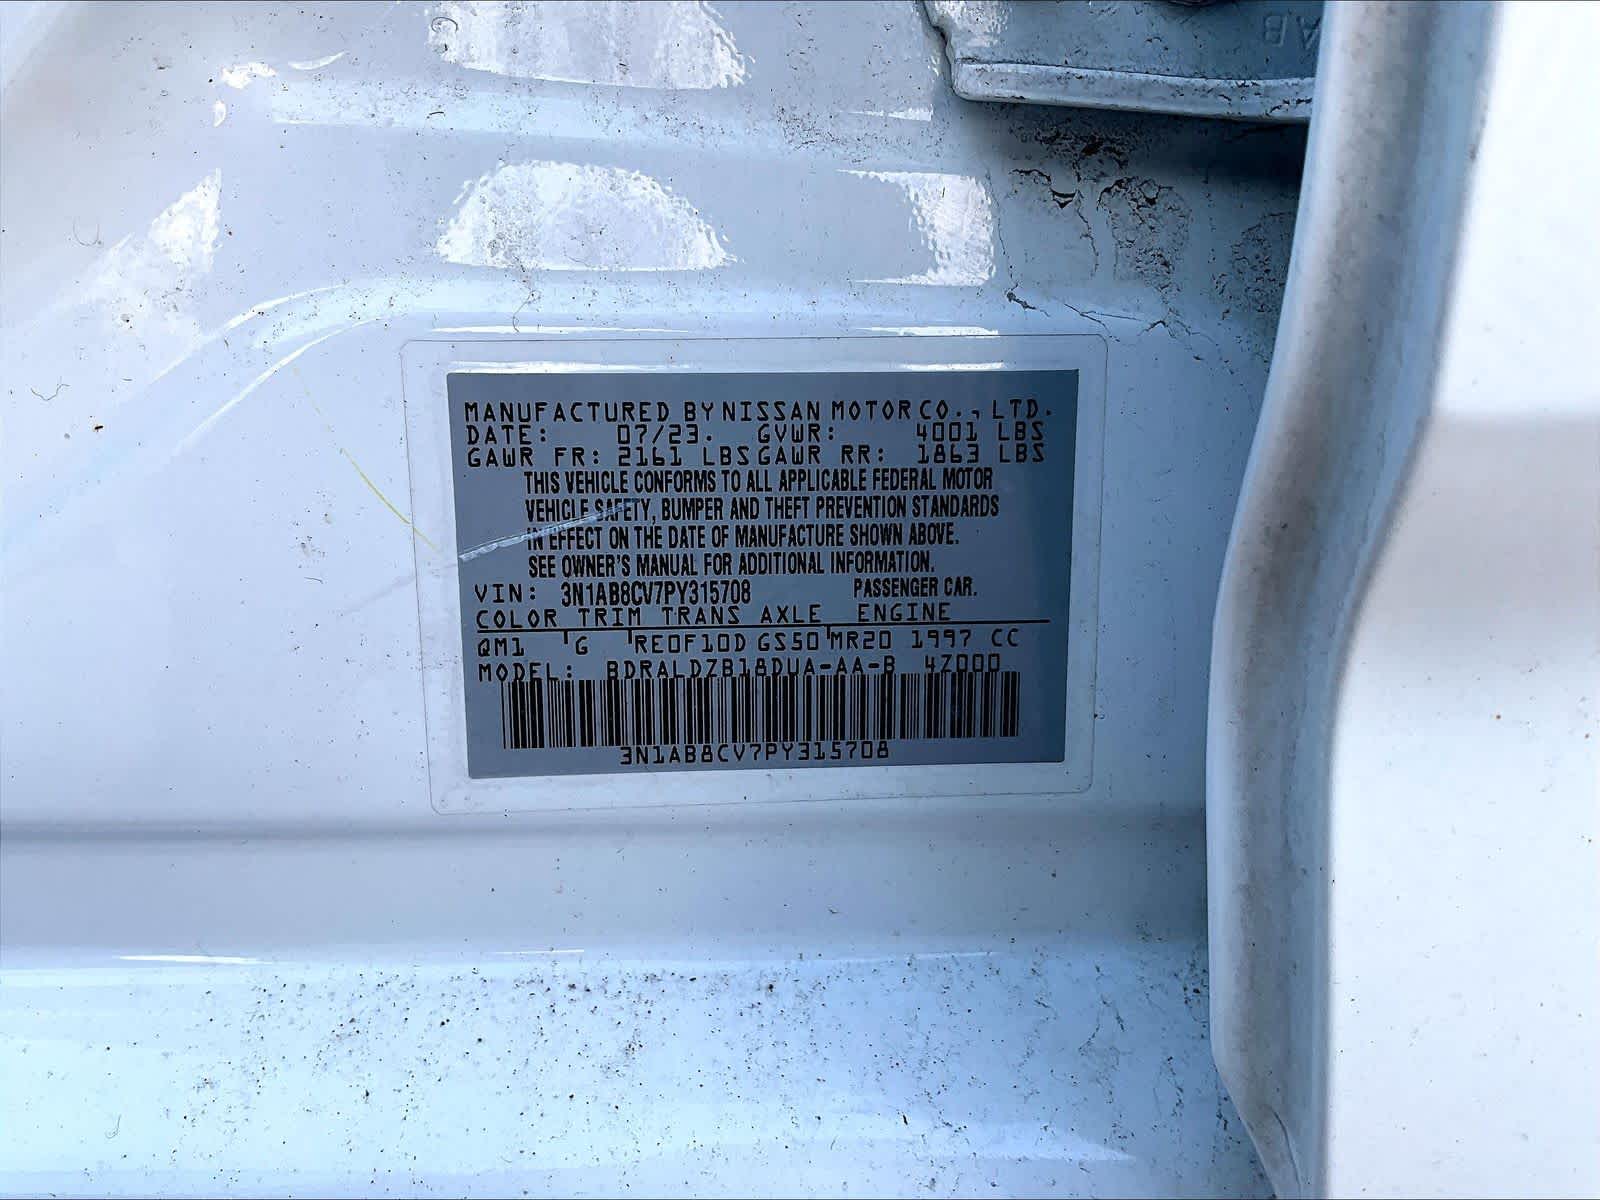 MANUFACTURED BY NISSAN MOTOR CO., LTD.
DATE: 07/23. GVWR: 4001 LBS
GAWR FR: 2161 LBS GAWR RR: 1863 LBS
THIS VEHICLE CONFORMS TO ALL APPLICABLE FEDERAL MOTOR
VEHICLE SAFETY, BUMPER AND THEFT PREVENTION STANDARDS
IN EFFECT ON THE DATE OF MANUFACTURE SHOWN ABOVE.
SEE OWNER'S MANUAL FOR ADDITIONAL INFORMATION.
VIN: 3N1AB8CV7PY315708 PASSENGER CAR.
COLOR TRIM TRANS AXLE ENGINE
QM1 G RE0F10D GS50 MR20 1997 CC
MODEL: BDRALDZB18DUA-AA-B 4Z000
3N1AB8CV7PY315708